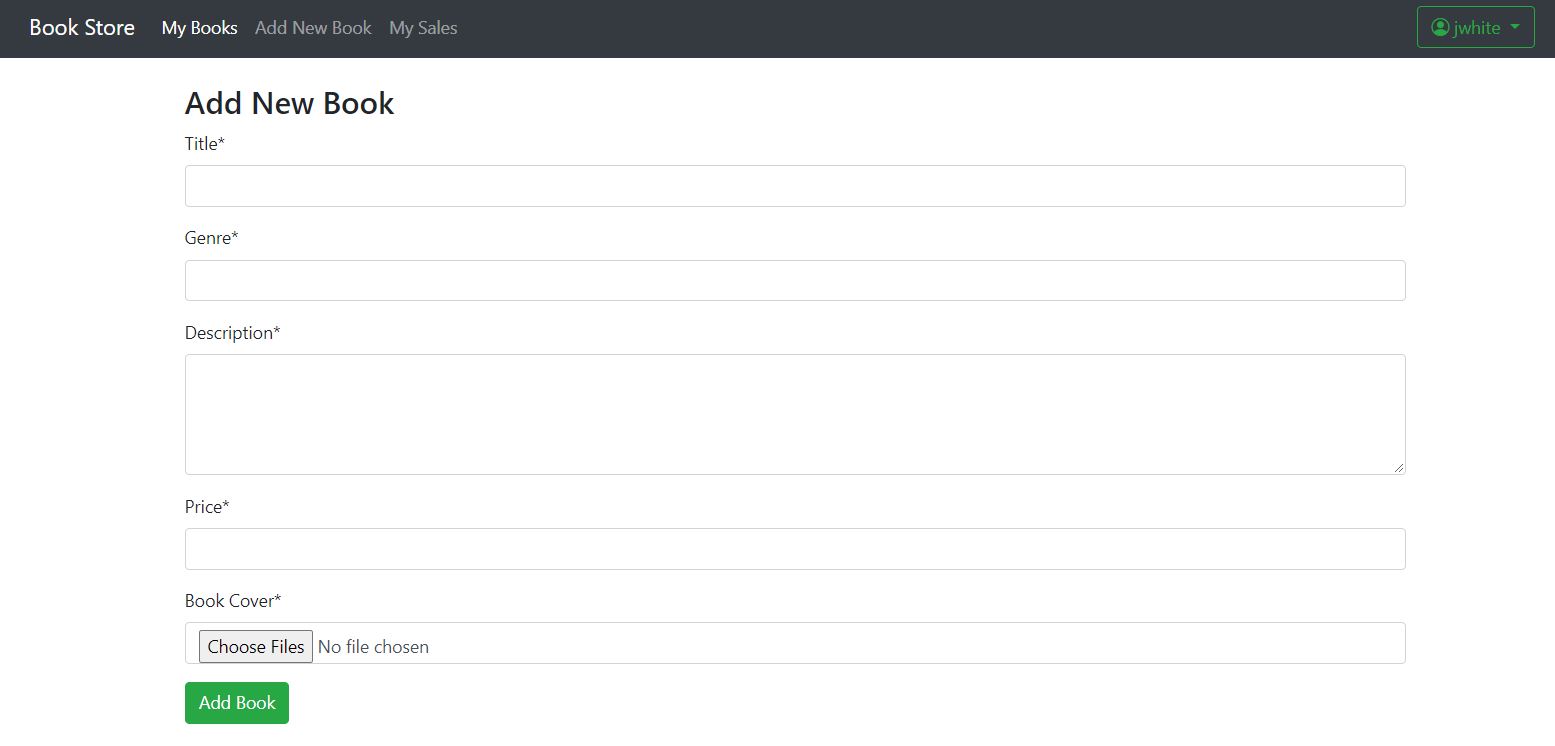 Book Store My Books Add New Book My Sales jwhite
Add New Book
Title*
Genre*
Description*
Price*
Book Cover*
Choose Files No file chosen
Add Book